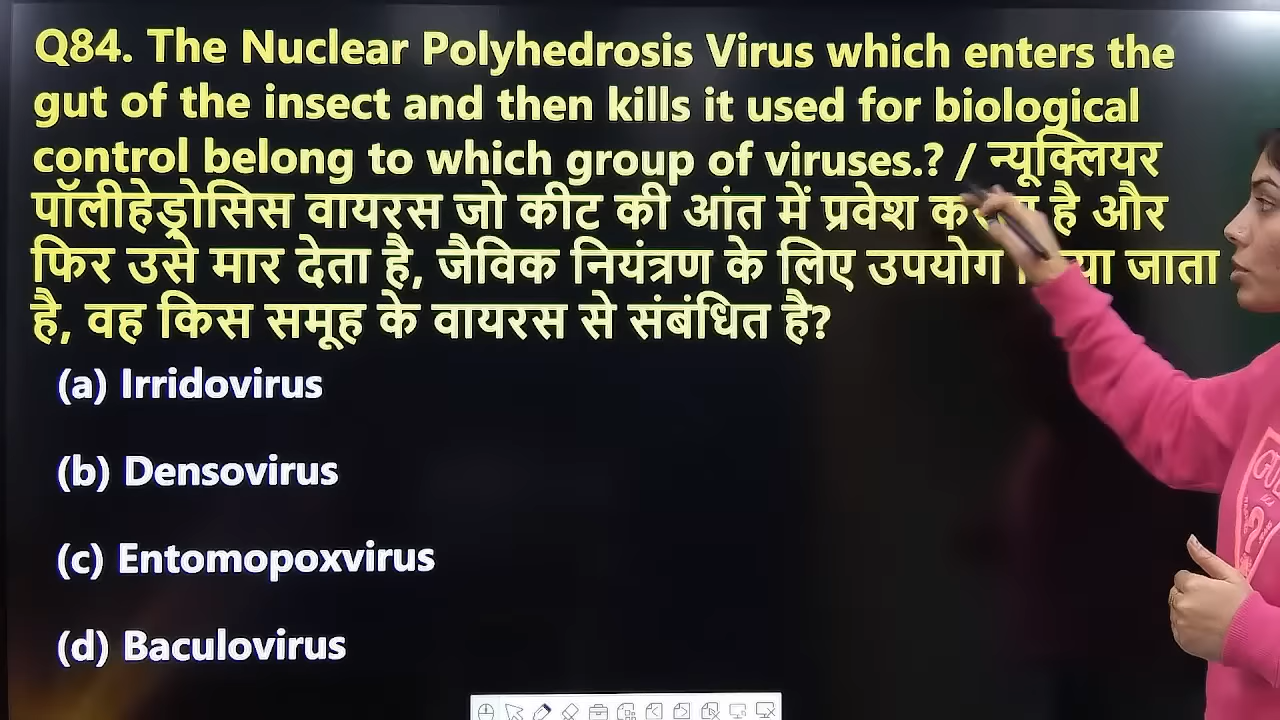 Q84. The Nuclear Polyhedrosis Virus which enters the
gut of the insect and then kills it used for biological
control belong to which group of viruses.? / न्यूक्लियर
पॉलीहेड्रोसिस वायरस जो कीट की आंत में प्रवेश है और
फिर उसे मार देता है, जैविक नियंत्रण के लिए उपयोग जाता
है, वह किस समूह के वायरस से संबंधित है?
(a) Irridovirus
(b) Densovirus
(c) Entomopoxvirus
(d) Baculovirus